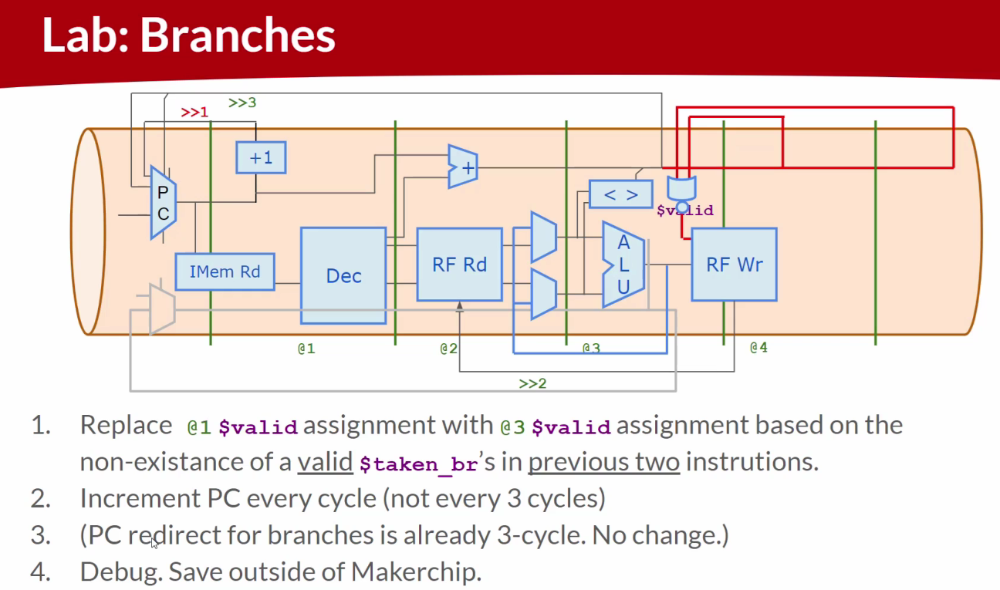 Lab: Branches
>>3
>>1
+1
P
C
+
< >
$valid
A
L
U
IMem Rd
Dec
RF Rd
RF Wr
@1
@2
@3
@4
>>2
1. Replace @1 $valid assignment with @3 $valid assignment based on the
non-existance of a valid $taken_br’s in previous two instrutions.
2. Increment PC every cycle (not every 3 cycles)
3. (PC redirect for branches is already 3-cycle. No change.)
4. Debug. Save outside of Makerchip.